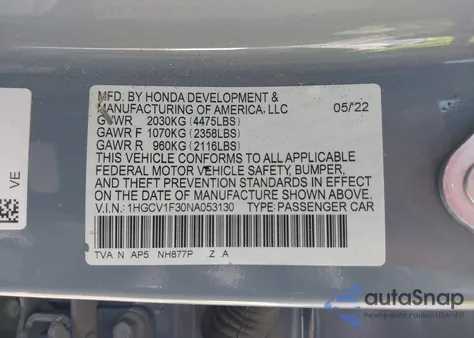 MFD. BY HONDA DEVELOPMENT &
MANUFACTURING OF AMERICA, LLC 05/22
GVWR 2030KG (4475LBS)
GAWR F 1070KG (2358LBS)
GAWR R 960KG (2116LBS)
THIS VEHICLE CONFORMS TO ALL APPLICABLE
FEDERAL MOTOR VEHICLE SAFETY, BUMPER,
AND THEFT PREVENTION STANDARDS IN EFFECT
ON THE DATE OF MANUFACTURE SHOWN ABOVE.
V.I.N.: 1HGCV1F30NA053130 TYPE: PASSENGER CAR
TVA N AP5 NH877P Z A
VE
autoSnap